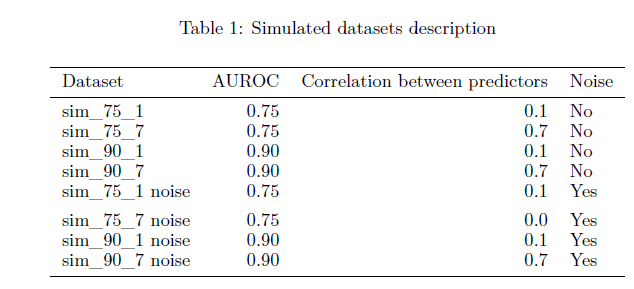 Table 1: Simulated datasets description
Dataset AUROC Correlation between predictors Noise
sim_75_1 0.75 0.1 No
sim_75_7 0.75 0.7 No
sim_90_1 0.90 0.1 No
sim_90_7 0.90 0.7 No
sim_75_1 noise 0.75 0.1 Yes
sim_75_7 noise 0.75 0.0 Yes
sim_90_1 noise 0.90 0.1 Yes
sim_90_7 noise 0.90 0.7 Yes